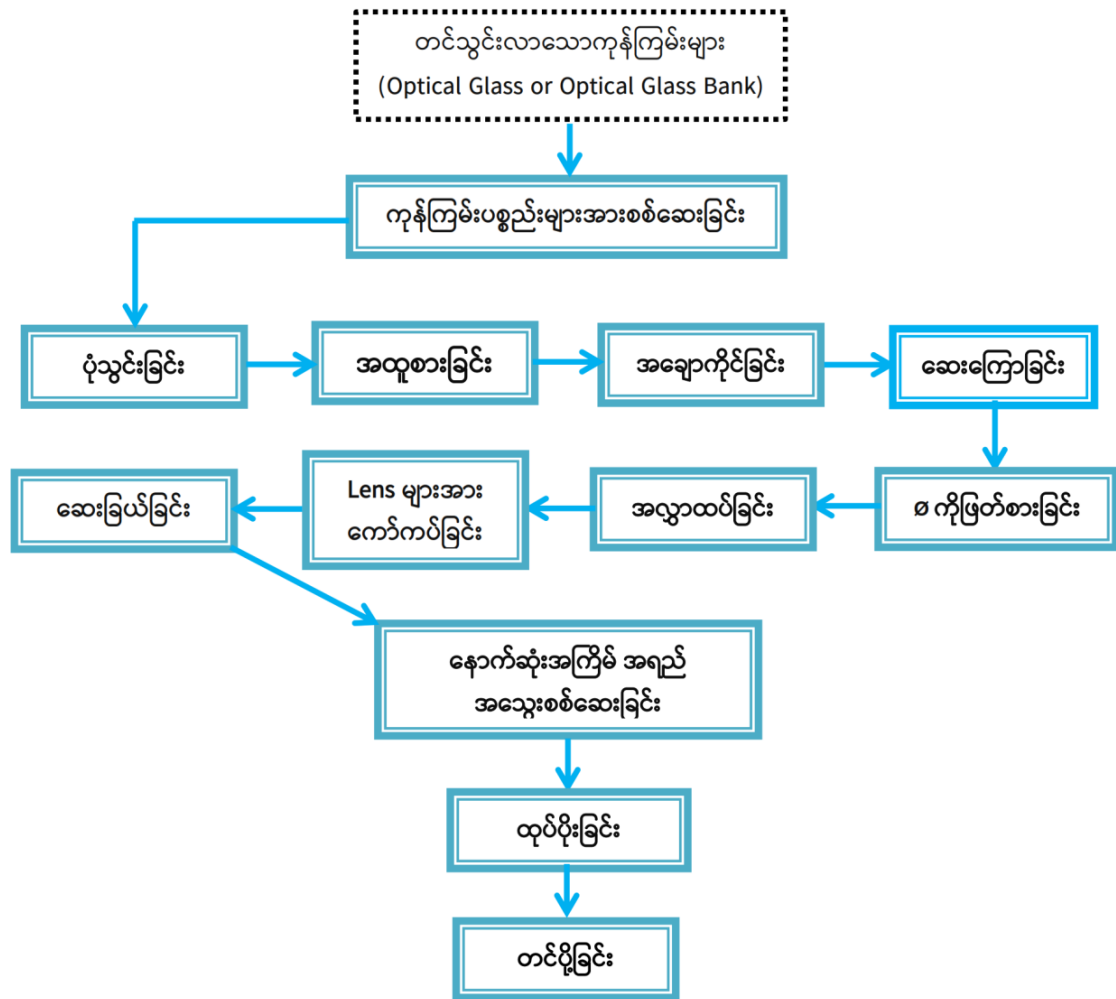 တင်သွင်းလာသောကုန်ကြမ်းများ
(Optical Glass or Optical Glass Bank)
ကုန်ကြမ်းပစ္စည်းများအားစစ်ဆေးခြင်း
ပုံသွင်းခြင်း
အထူစားခြင်း
အချောကိုင်ခြင်း
ဆေးကြောခြင်း
ø ကိုဖြတ်စားခြင်း
အလွှာထပ်ခြင်း
Lens များအား
ကော်ကပ်ခြင်း
ဆေးခြယ်ခြင်း
နောက်ဆုံးအကြိမ် အရည်
အသွေးစစ်ဆေးခြင်း
ထုပ်ပိုးခြင်း
တင်ပို့ခြင်း